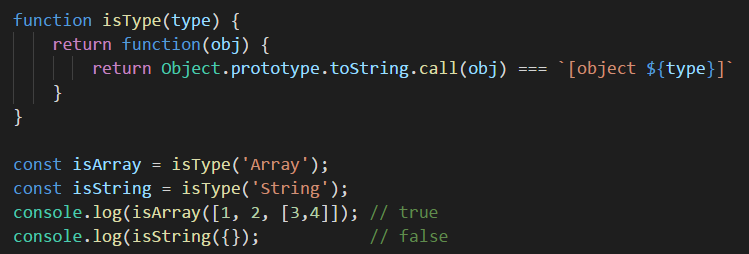 function isType(type) {
    return function(obj) {
        return Object.prototype.toString.call(obj) === `[object ${type}]`
    }
}

const isArray = isType('Array');
const isString = isType('String');
console.log(isArray([1, 2, [3,4]]); // true
console.log(isString({});           // false